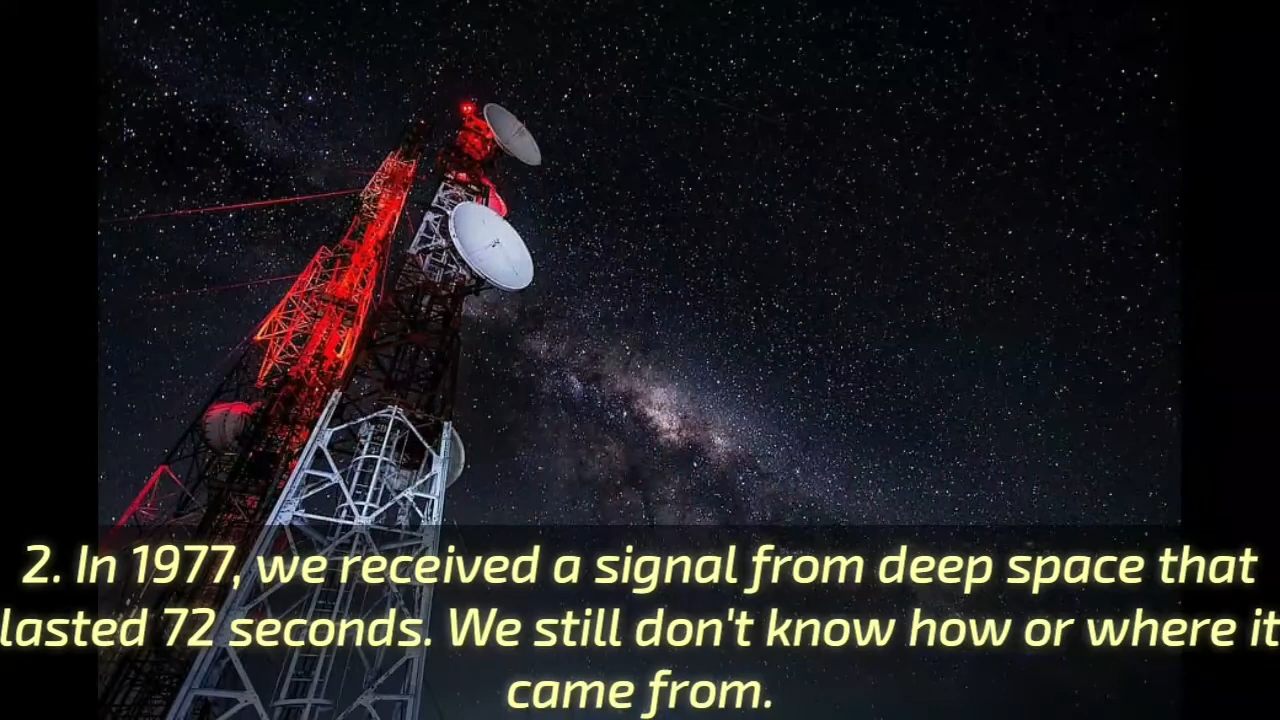 2. In 1977, we received a signal from deep space that
lasted 72 seconds. We still don't know how or where it
came from.